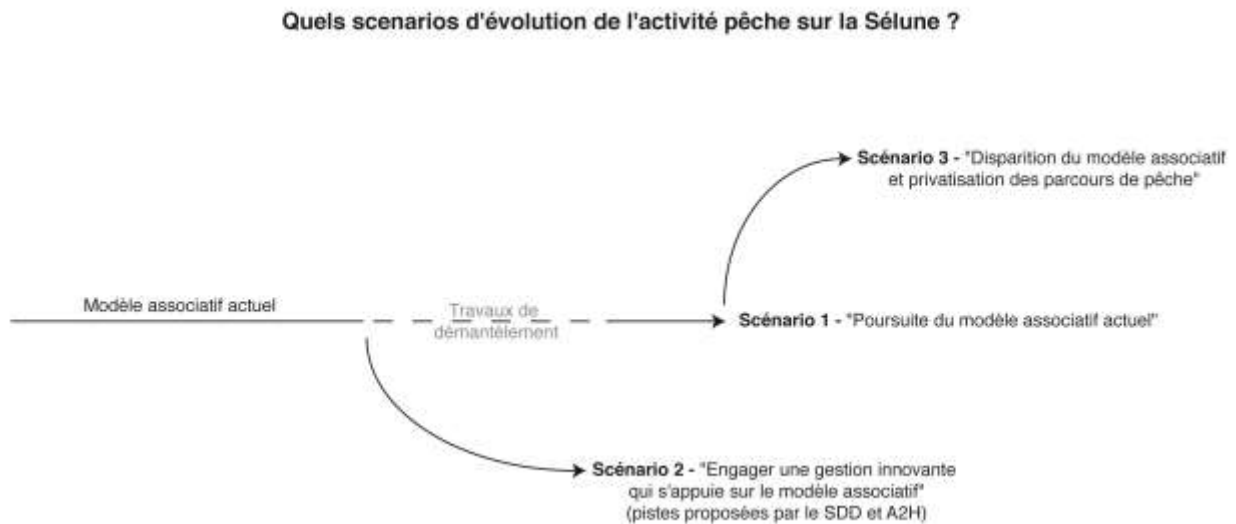 Quels scenarios d'évolution de l'activité pêche sur la Sélune ?
Scénario 3 - "Disparition du modèle associatif
et privatisation des parcours de pêche"
Modèle associatif actuel
Travaux de
démantèlement
Scénario 1 - "Poursuite du modèle associatif actuel"
Scénario 2 - "Engager une gestion innovante
qui s'appuie sur le modèle associatif"
(pistes proposées par le SDD et A2H)